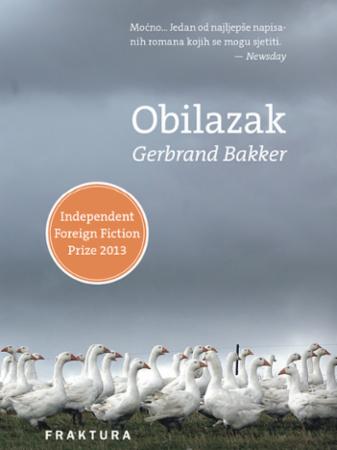 Moćno... Jedan od najljepše napisa-
nih romana kojih se mogu sjetiti.
— Newsday
Obilazak
Gerbrand Bakker
Independent
Foreign Fiction
Prize 2013
FRAKTURA